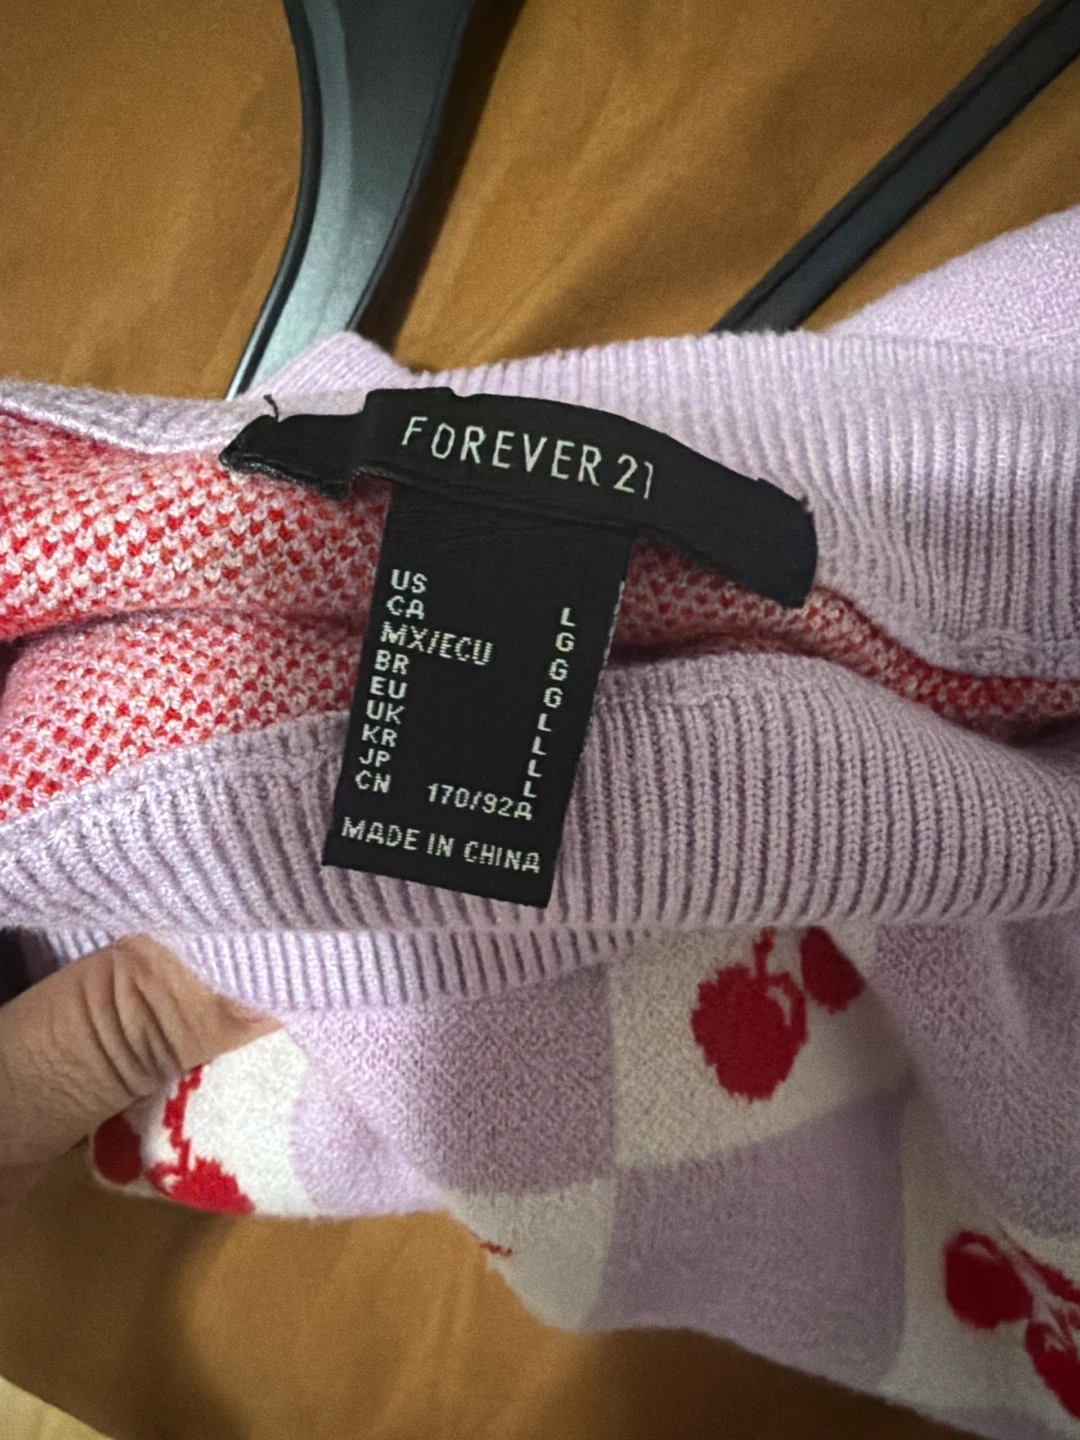 FOREVER 21
US L
CA G
MX/ECU G
BR G
EU L
UK L
KR L
JP L
CN 170/92A
MADE IN CHINA